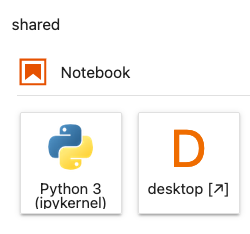 shared
Notebook
Python 3
(ipykernel)
D
desktop [↗]